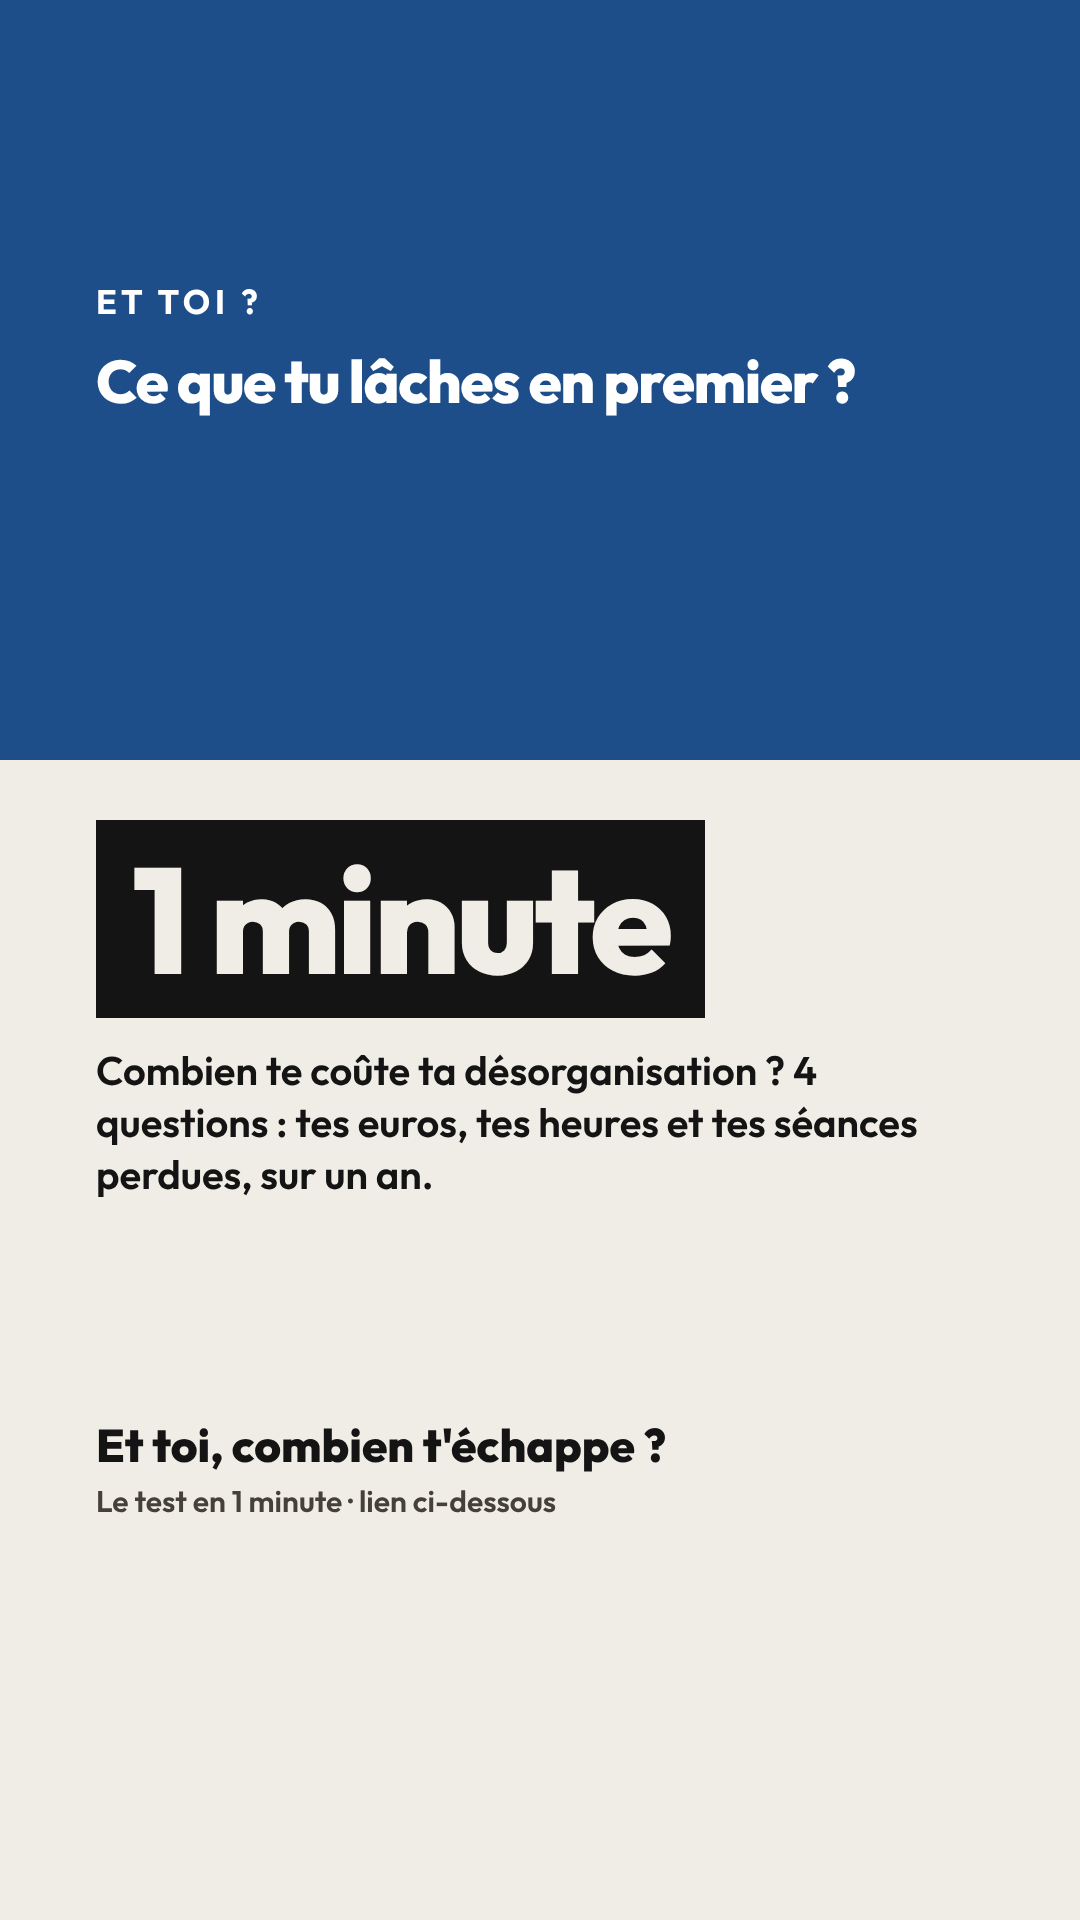 ET TOI ?
Ce que tu lâches en premier ?
1 minute
Combien te coûte ta désorganisation ? 4
questions : tes euros, tes heures et tes séances
perdues, sur un an.
Et toi, combien t'échappe ?
Le test en 1 minute · lien ci-dessous